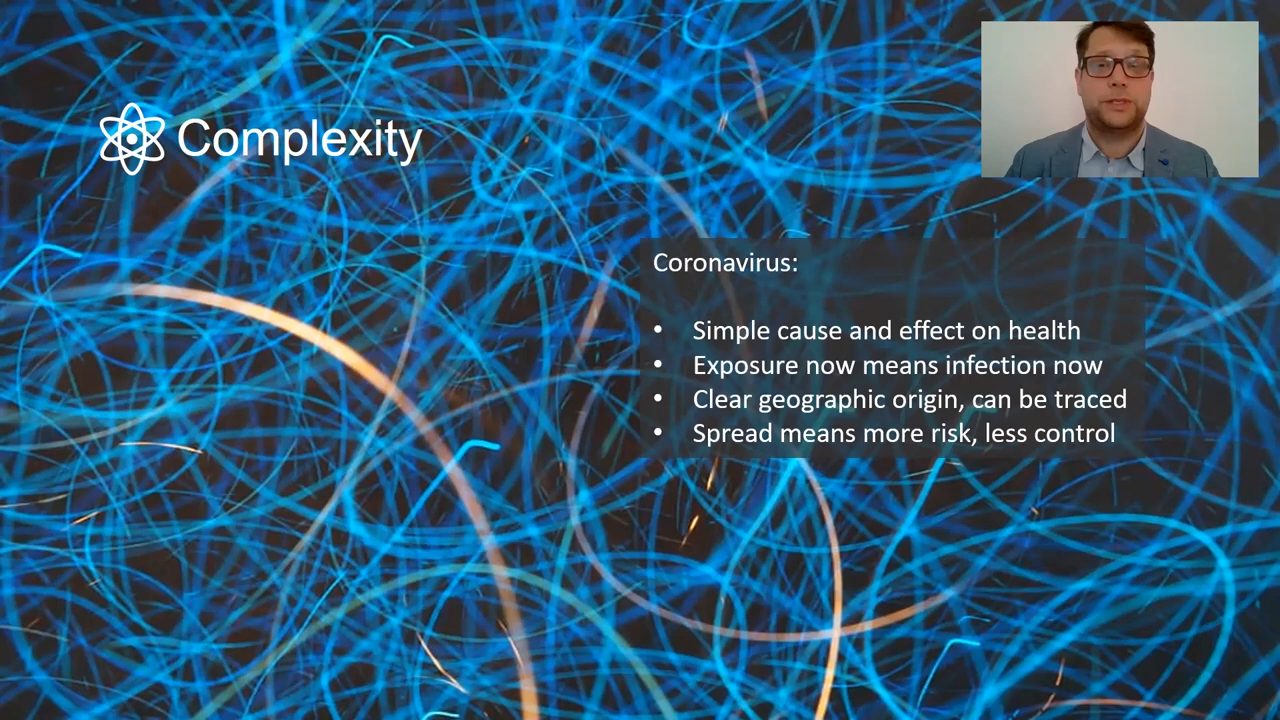 Complexity
Coronavirus:
• Simple cause and effect on health
• Exposure now means infection now
• Clear geographic origin, can be traced
• Spread means more risk, less control